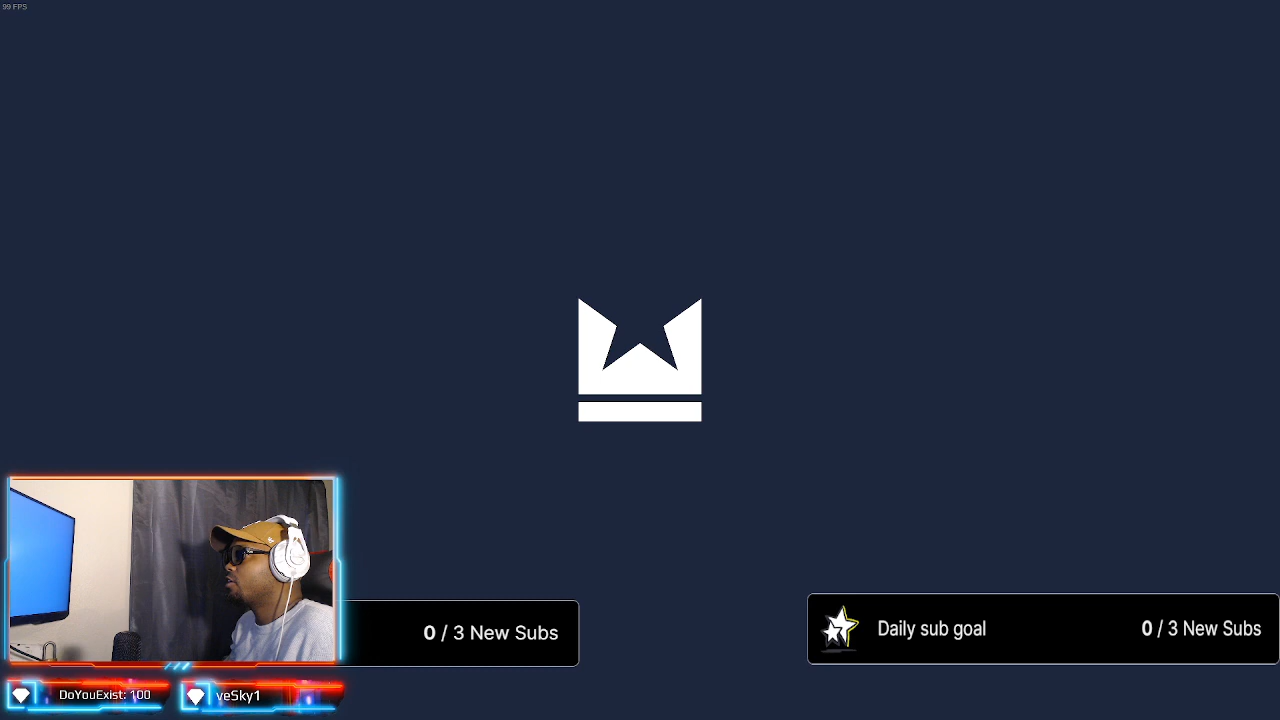 99 FPS
0 / 3 New Subs
Daily sub goal 0 / 3 New Subs
DoYouExist: 100
veSky1